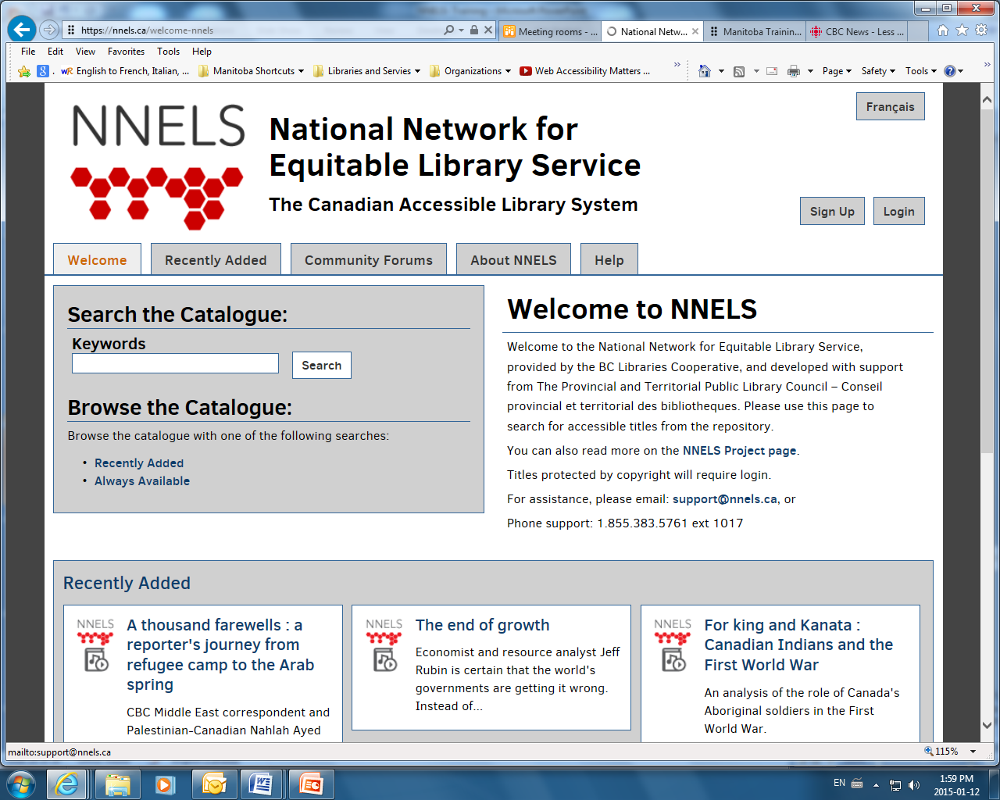 https://nnels.ca/welcome-nnels
Meeting rooms - ...
National Netw...
Manitoba Trainin...
CBC News - Less ...
File Edit View Favorites Tools Help
English to French, Italian, ...
Manitoba Shortcuts
Libraries and Servies
Organizations
Web Accessibility Matters ...
Page Safety Tools
Français
NNELS
National Network for
Equitable Library Service
The Canadian Accessible Library System
Sign Up Login
Welcome Recently Added Community Forums About NNELS Help
Search the Catalogue:
Keywords
Search
Browse the Catalogue:
Browse the catalogue with one of the following searches:
• Recently Added
• Always Available
Welcome to NNELS
Welcome to the National Network for Equitable Library Service,
provided by the BC Libraries Cooperative, and developed with support
from The Provincial and Territorial Public Library Council – Conseil
provincial et territorial des bibliotheques. Please use this page to
search for accessible titles from the repository.
You can also read more on the NNELS Project page.
Titles protected by copyright will require login.
For assistance, please email: support@nnels.ca, or
Phone support: 1.855.383.5761 ext 1017
Recently Added
NNELS
A thousand farewells : a
reporter's journey from
refugee camp to the Arab
spring
CBC Middle East correspondent and
Palestinian-Canadian Nahlah Ayed
NNELS
The end of growth
Economist and resource analyst Jeff
Rubin is certain that the world's
governments are getting it wrong.
Instead of...
NNELS
For king and Kanata :
Canadian Indians and the
First World War
An analysis of the role of Canada's
Aboriginal soldiers in the First
World War.
mailto:support@nnels.ca
115%
EN
1:59 PM
2015-01-12